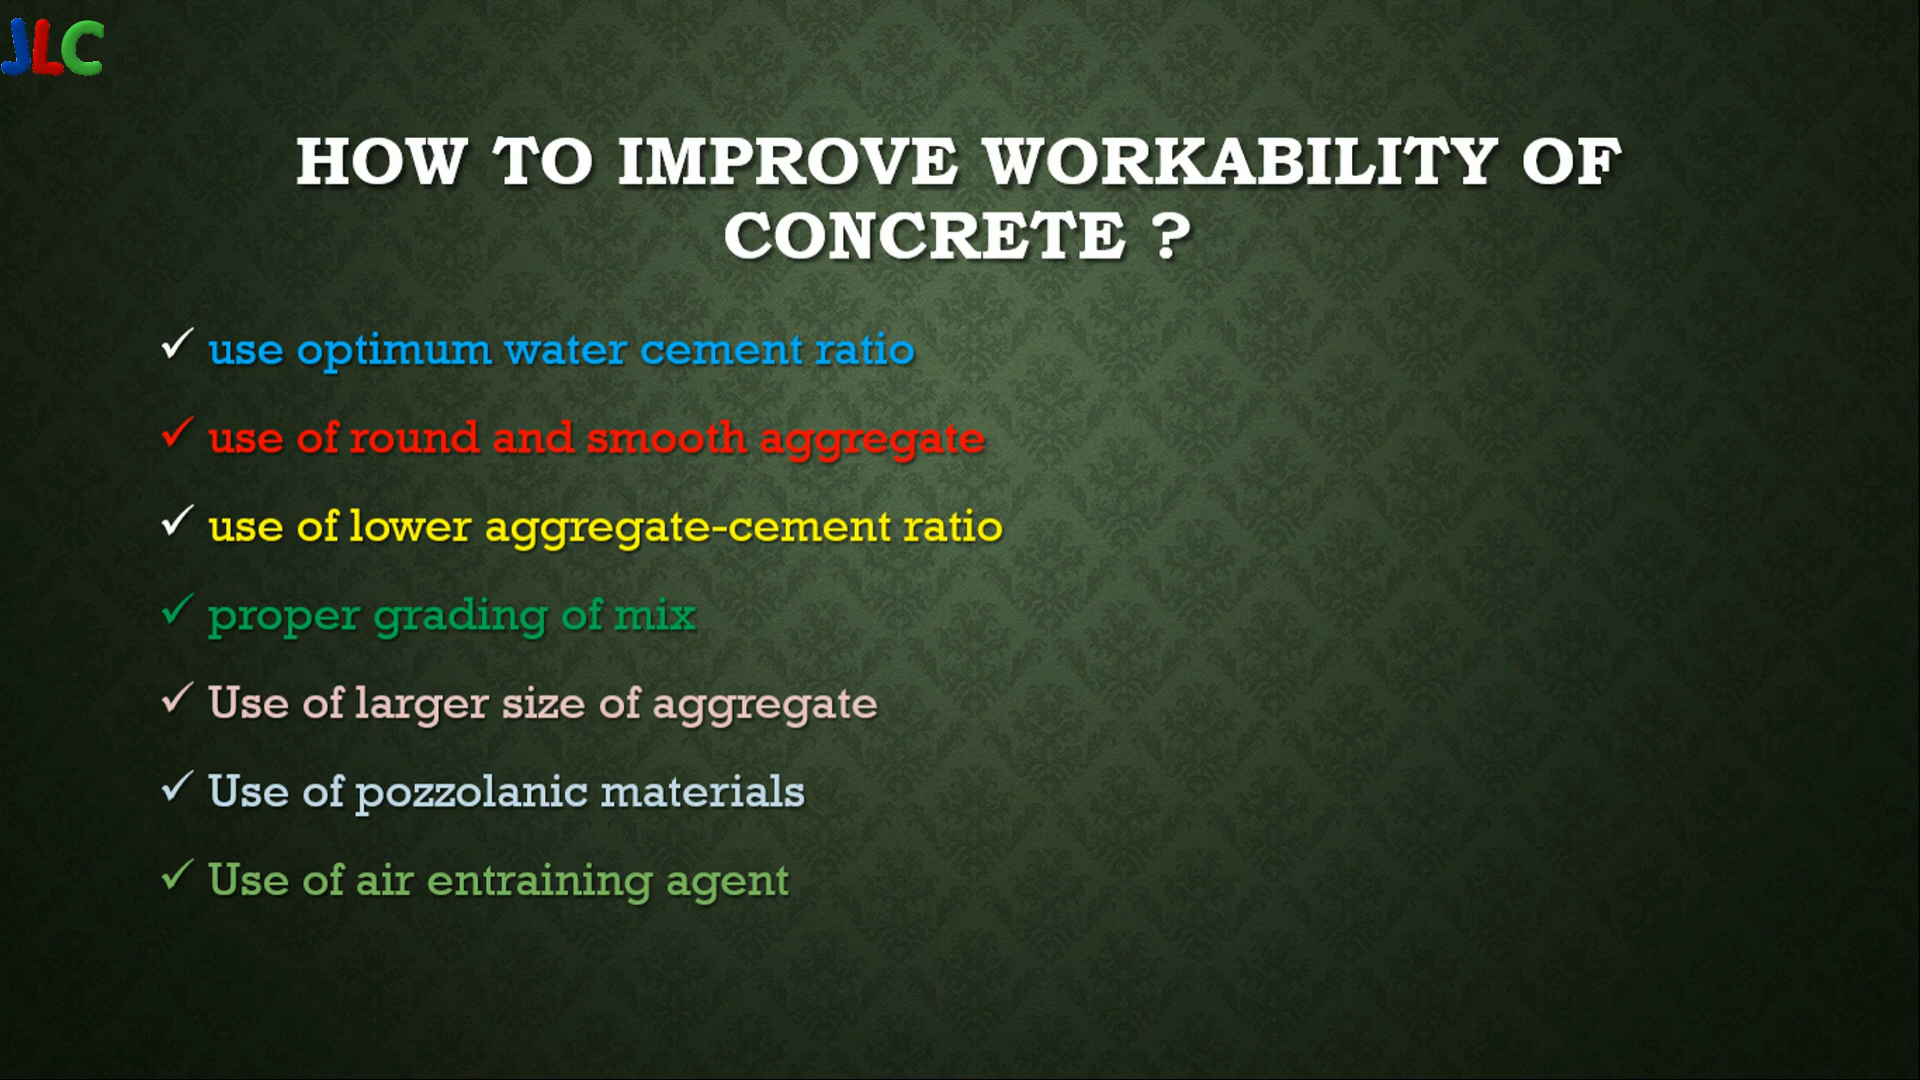 JLC
HOW TO IMPROVE WORKABILITY OF
CONCRETE ?
✓ use optimum water cement ratio
✓ use of round and smooth aggregate
✓ use of lower aggregate-cement ratio
✓ proper grading of mix
✓ Use of larger size of aggregate
✓ Use of pozzolanic materials
✓ Use of air entraining agent